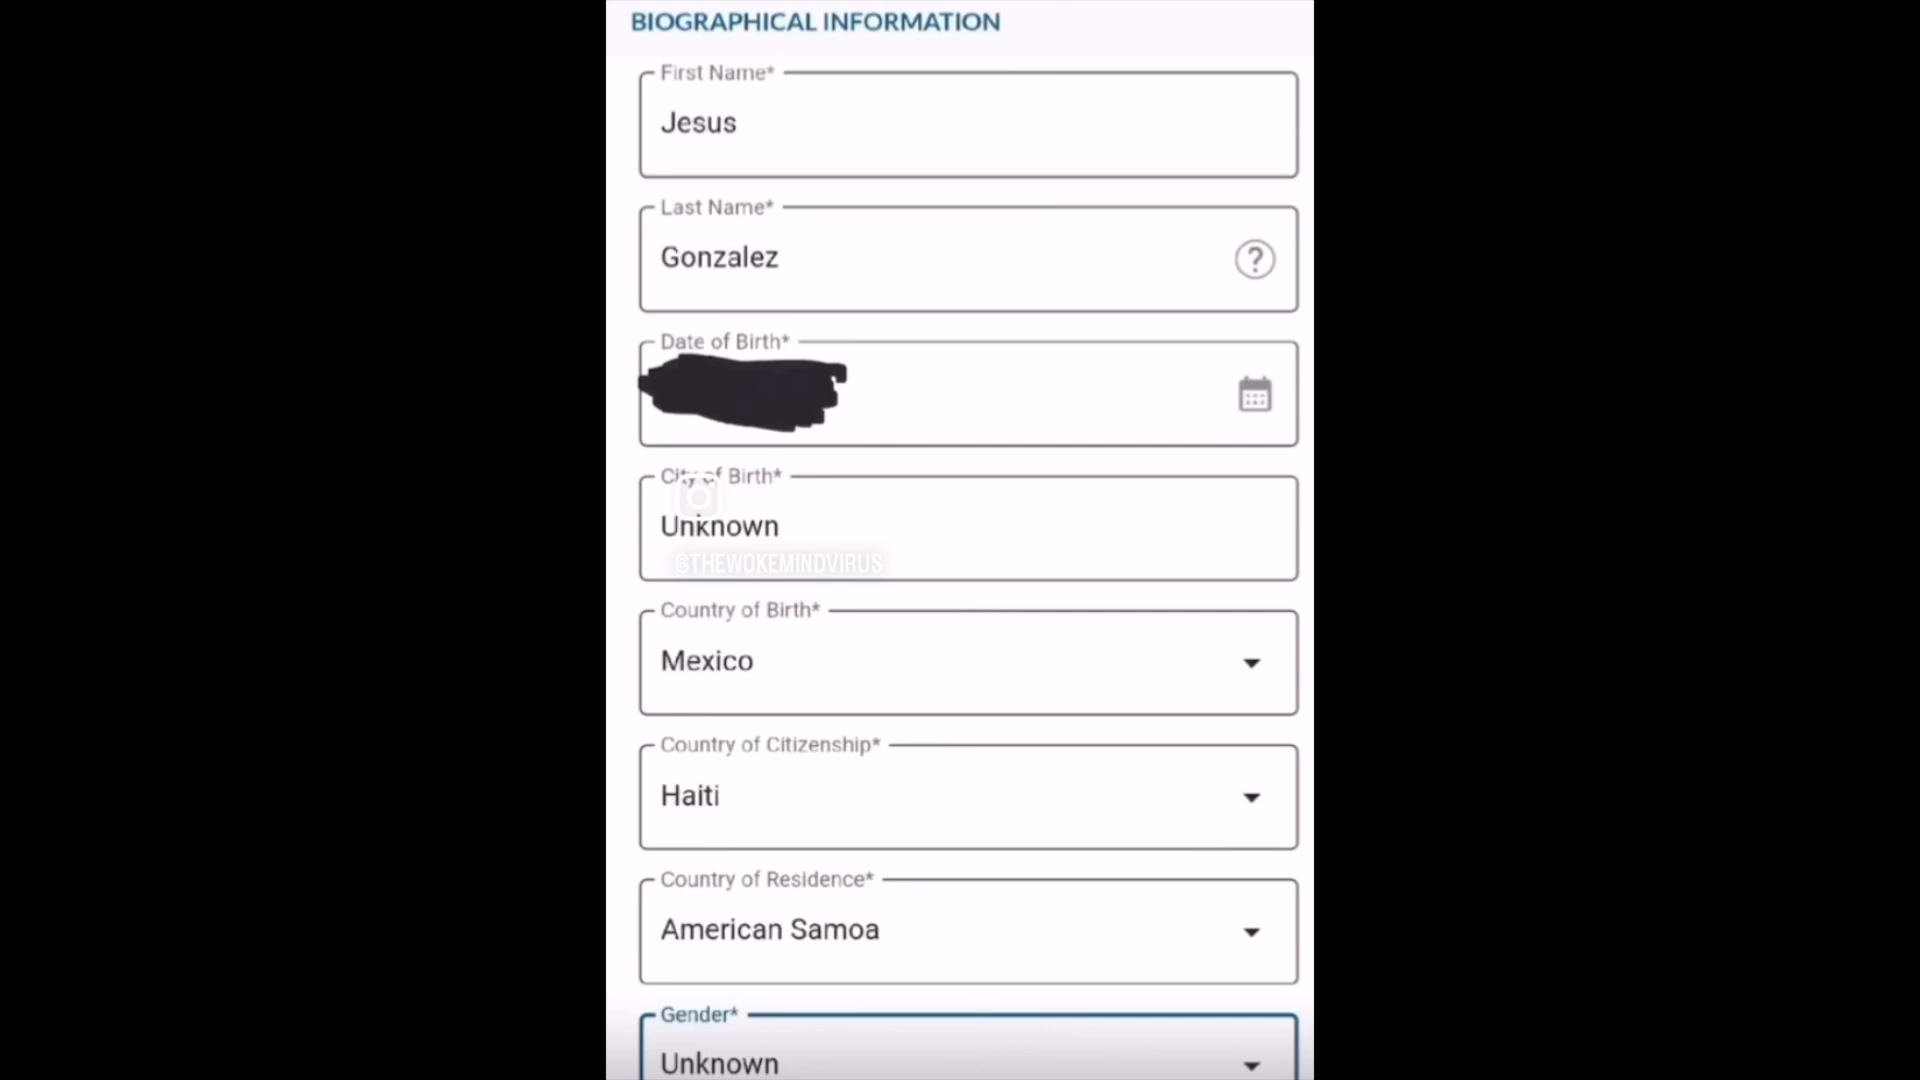 BIOGRAPHICAL INFORMATION
First Name*
Jesus
Last Name*
Gonzalez
?
Date of Birth*
City of Birth*
Unknown
@THEWOKEMINDVIRUS
Country of Birth*
Mexico
Country of Citizenship*
Haiti
Country of Residence*
American Samoa
Gender*
Unknown